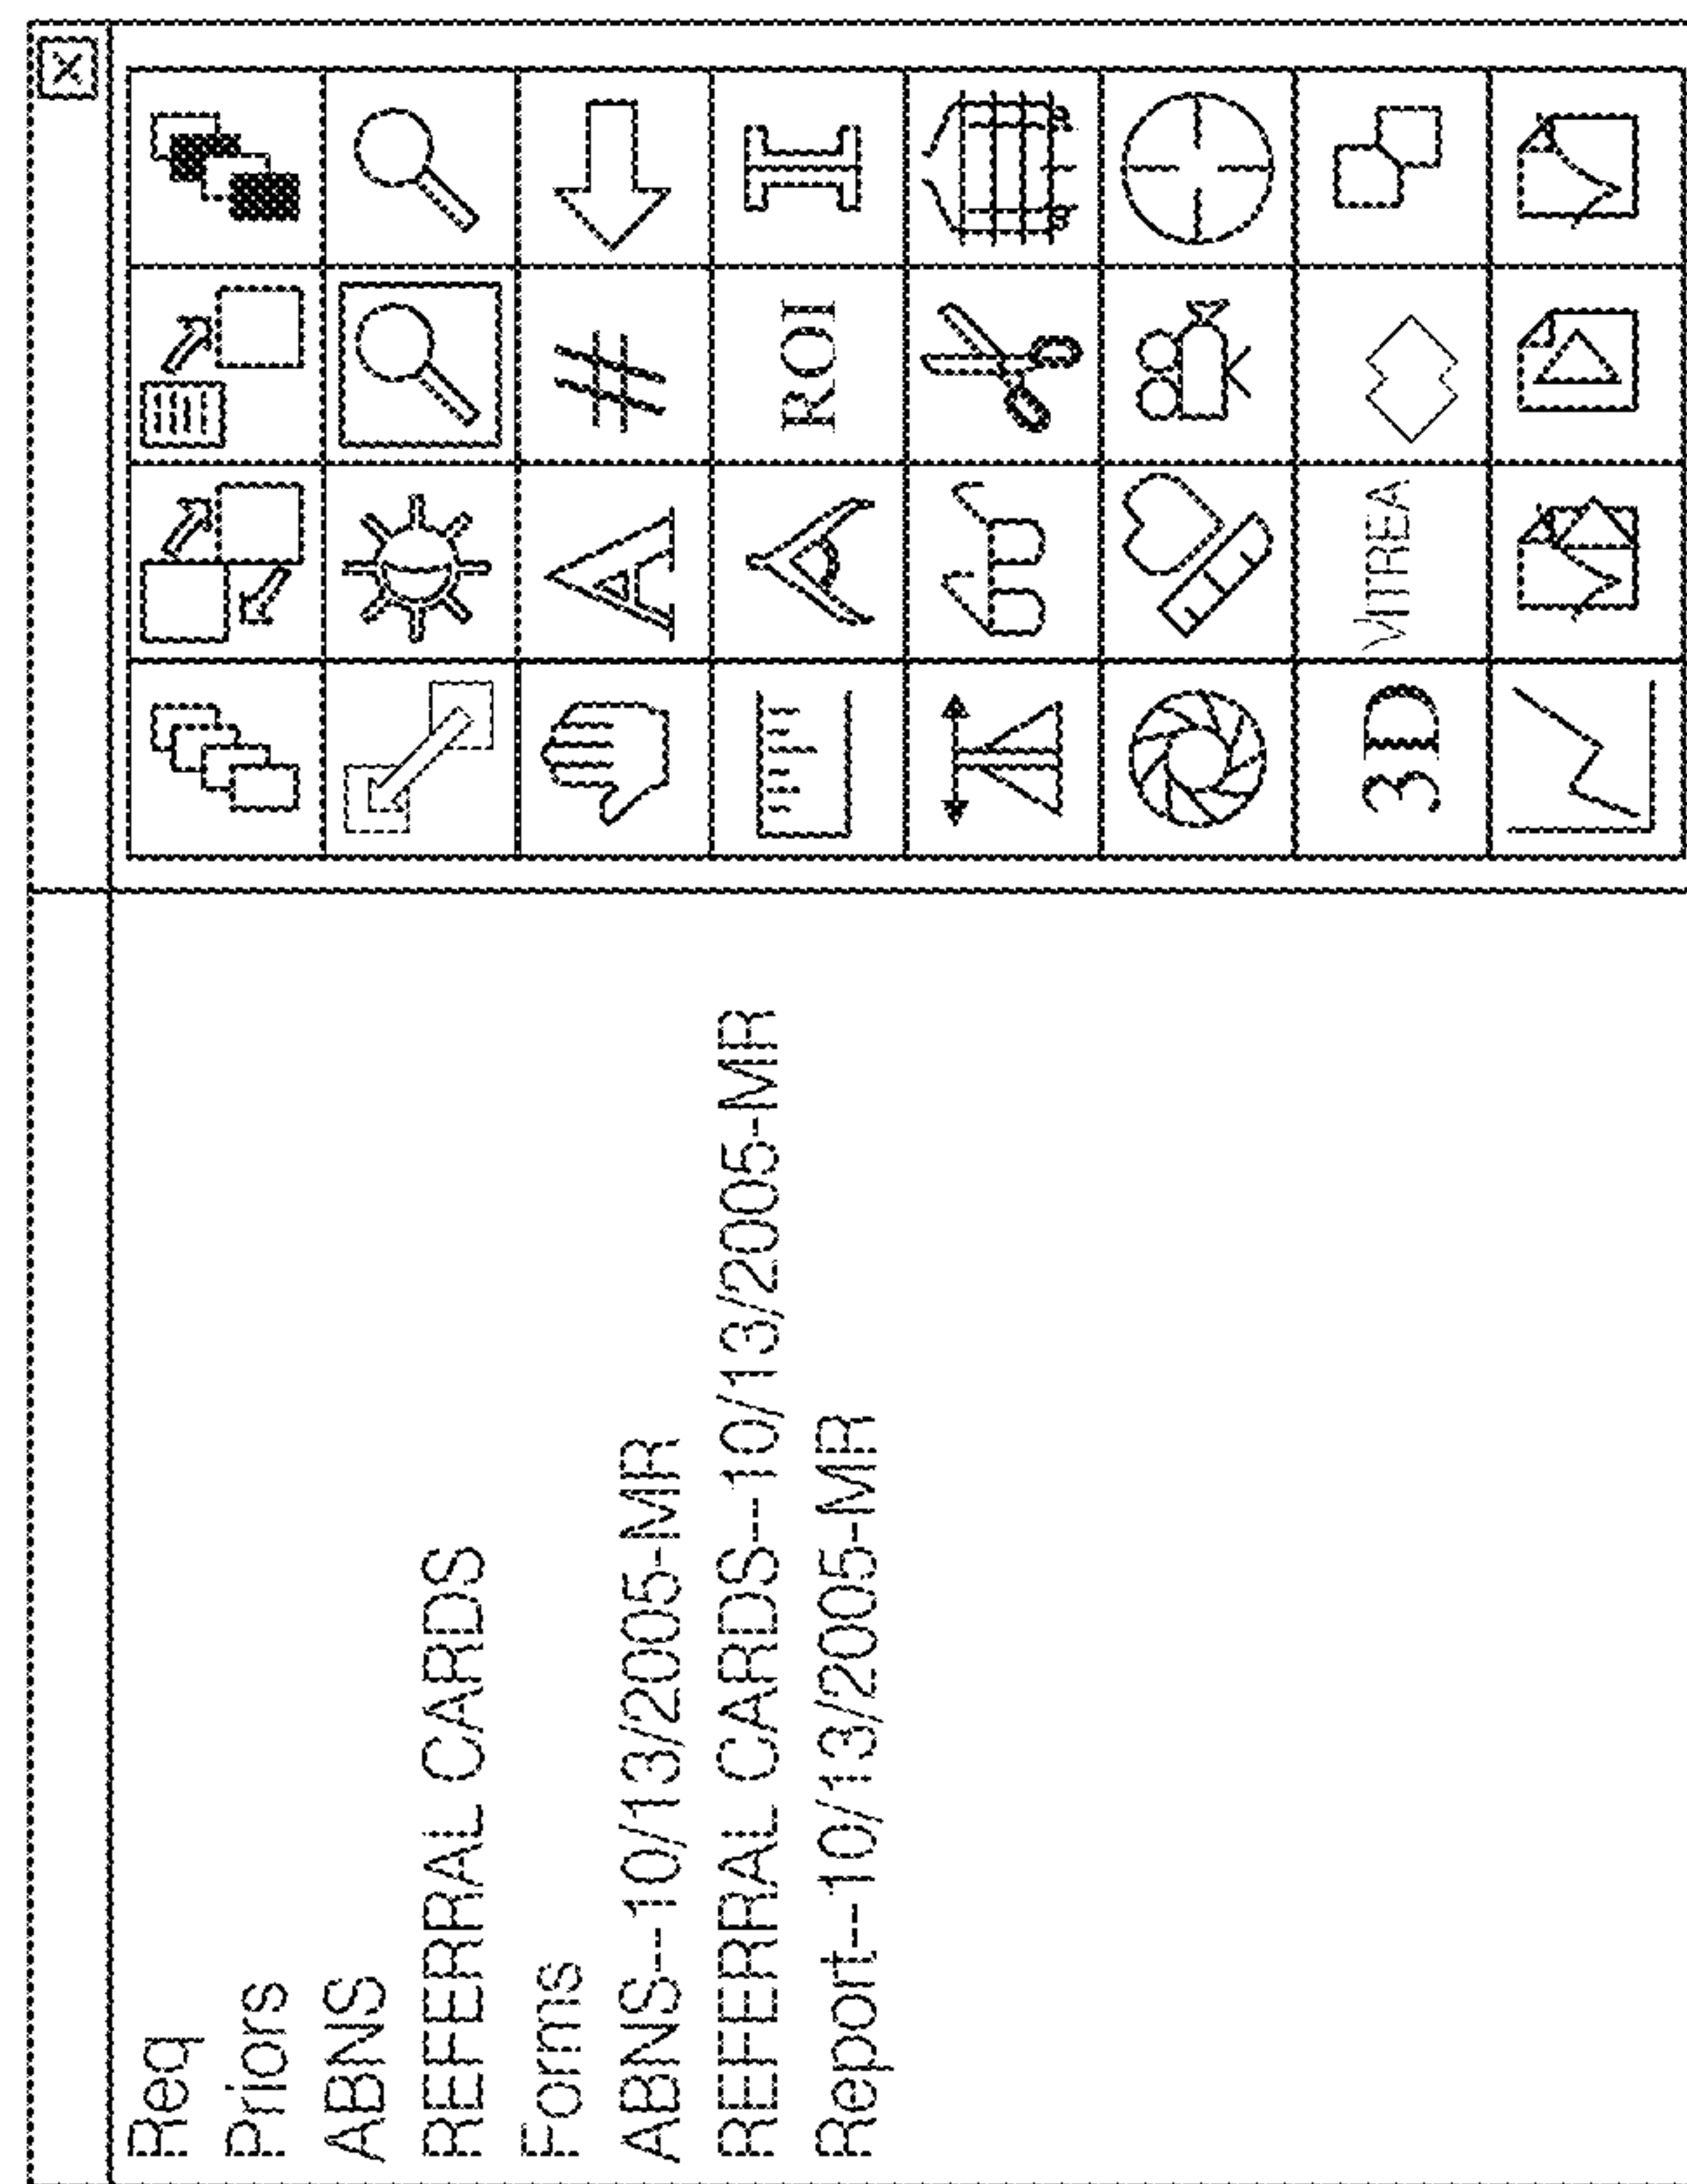 Req
Priors
ABNS
REFERRAL CARDS
Forms
ABNS--10/13/2005-MR
REFERRAL CARDS--10/13/2005-MR
Report--10/13/2005-MR
X
A
#
ROI
3D
VITREA